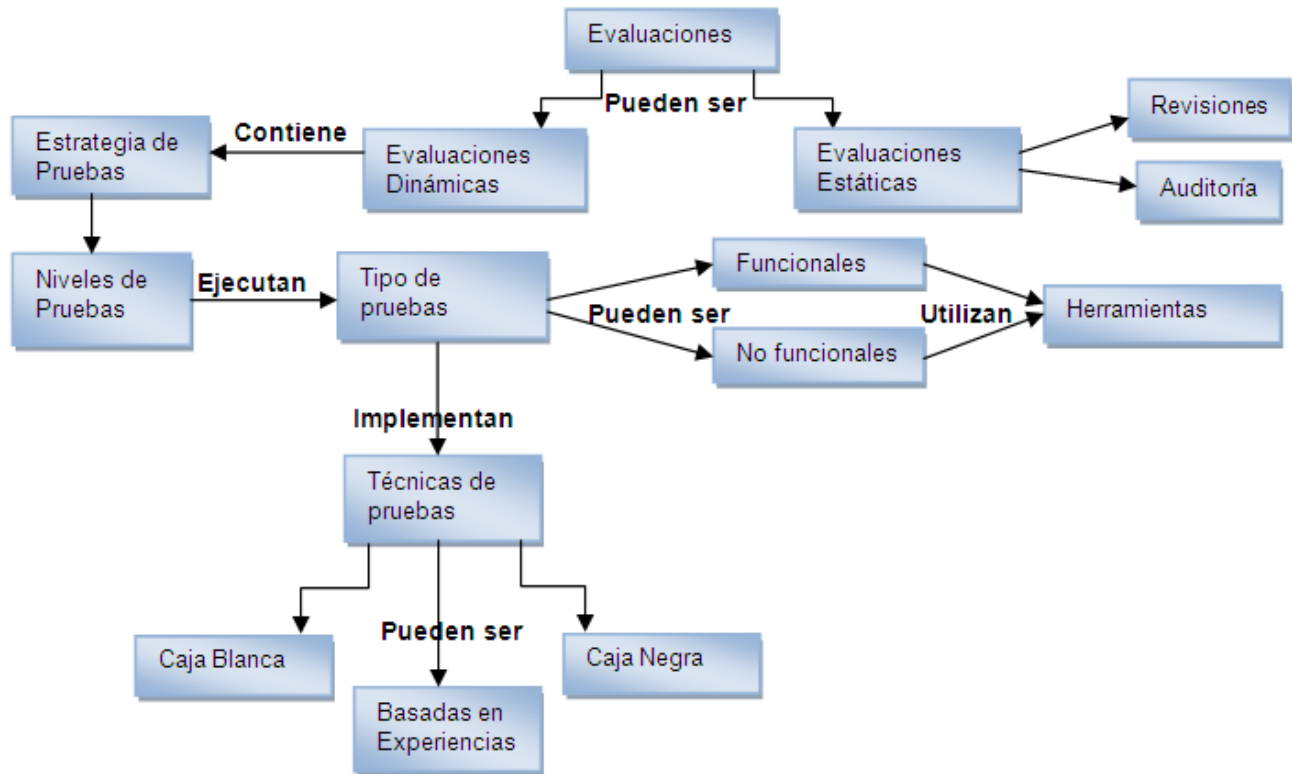 Evaluaciones
Pueden ser
Revisiones
Contiene
Estrategia de
Pruebas
Evaluaciones
Dinámicas
Evaluaciones
Estáticas
Auditoría
Niveles de
Pruebas
Ejecutan
Tipo de
pruebas
Funcionales
Pueden ser
Utilizan
Herramientas
No funcionales
Implementan
Técnicas de
pruebas
Pueden ser
Caja Blanca
Caja Negra
Basadas en
Experiencias